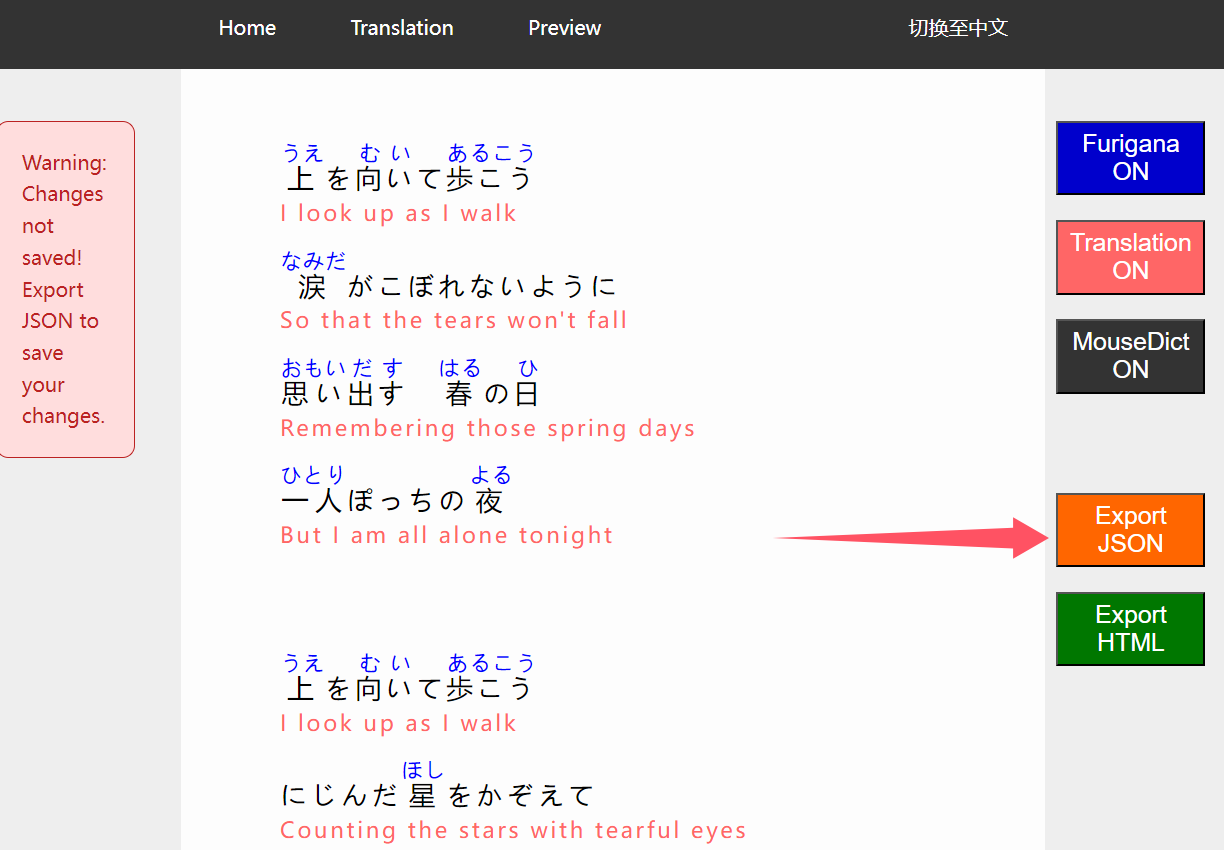 Home Translation Preview 切换至中文
Warning:
Changes
not
saved!
Export
JSON to
save
your
changes.
うえ む い あるこう
上を向いて歩こう
I look up as I walk
なみだ
涙がこぼれないように
So that the tears won't fall
おもい だ す はる ひ
思い出す 春の日
Remembering those spring days
ひとり よる
一人ぽっちの夜
But I am all alone tonight
うえ む い あるこう
上を向いて歩こう
I look up as I walk
ほし
にじんだ星をかぞえて
Counting the stars with tearful eyes
Furigana
ON
Translation
ON
MouseDict
ON
Export
JSON
Export
HTML